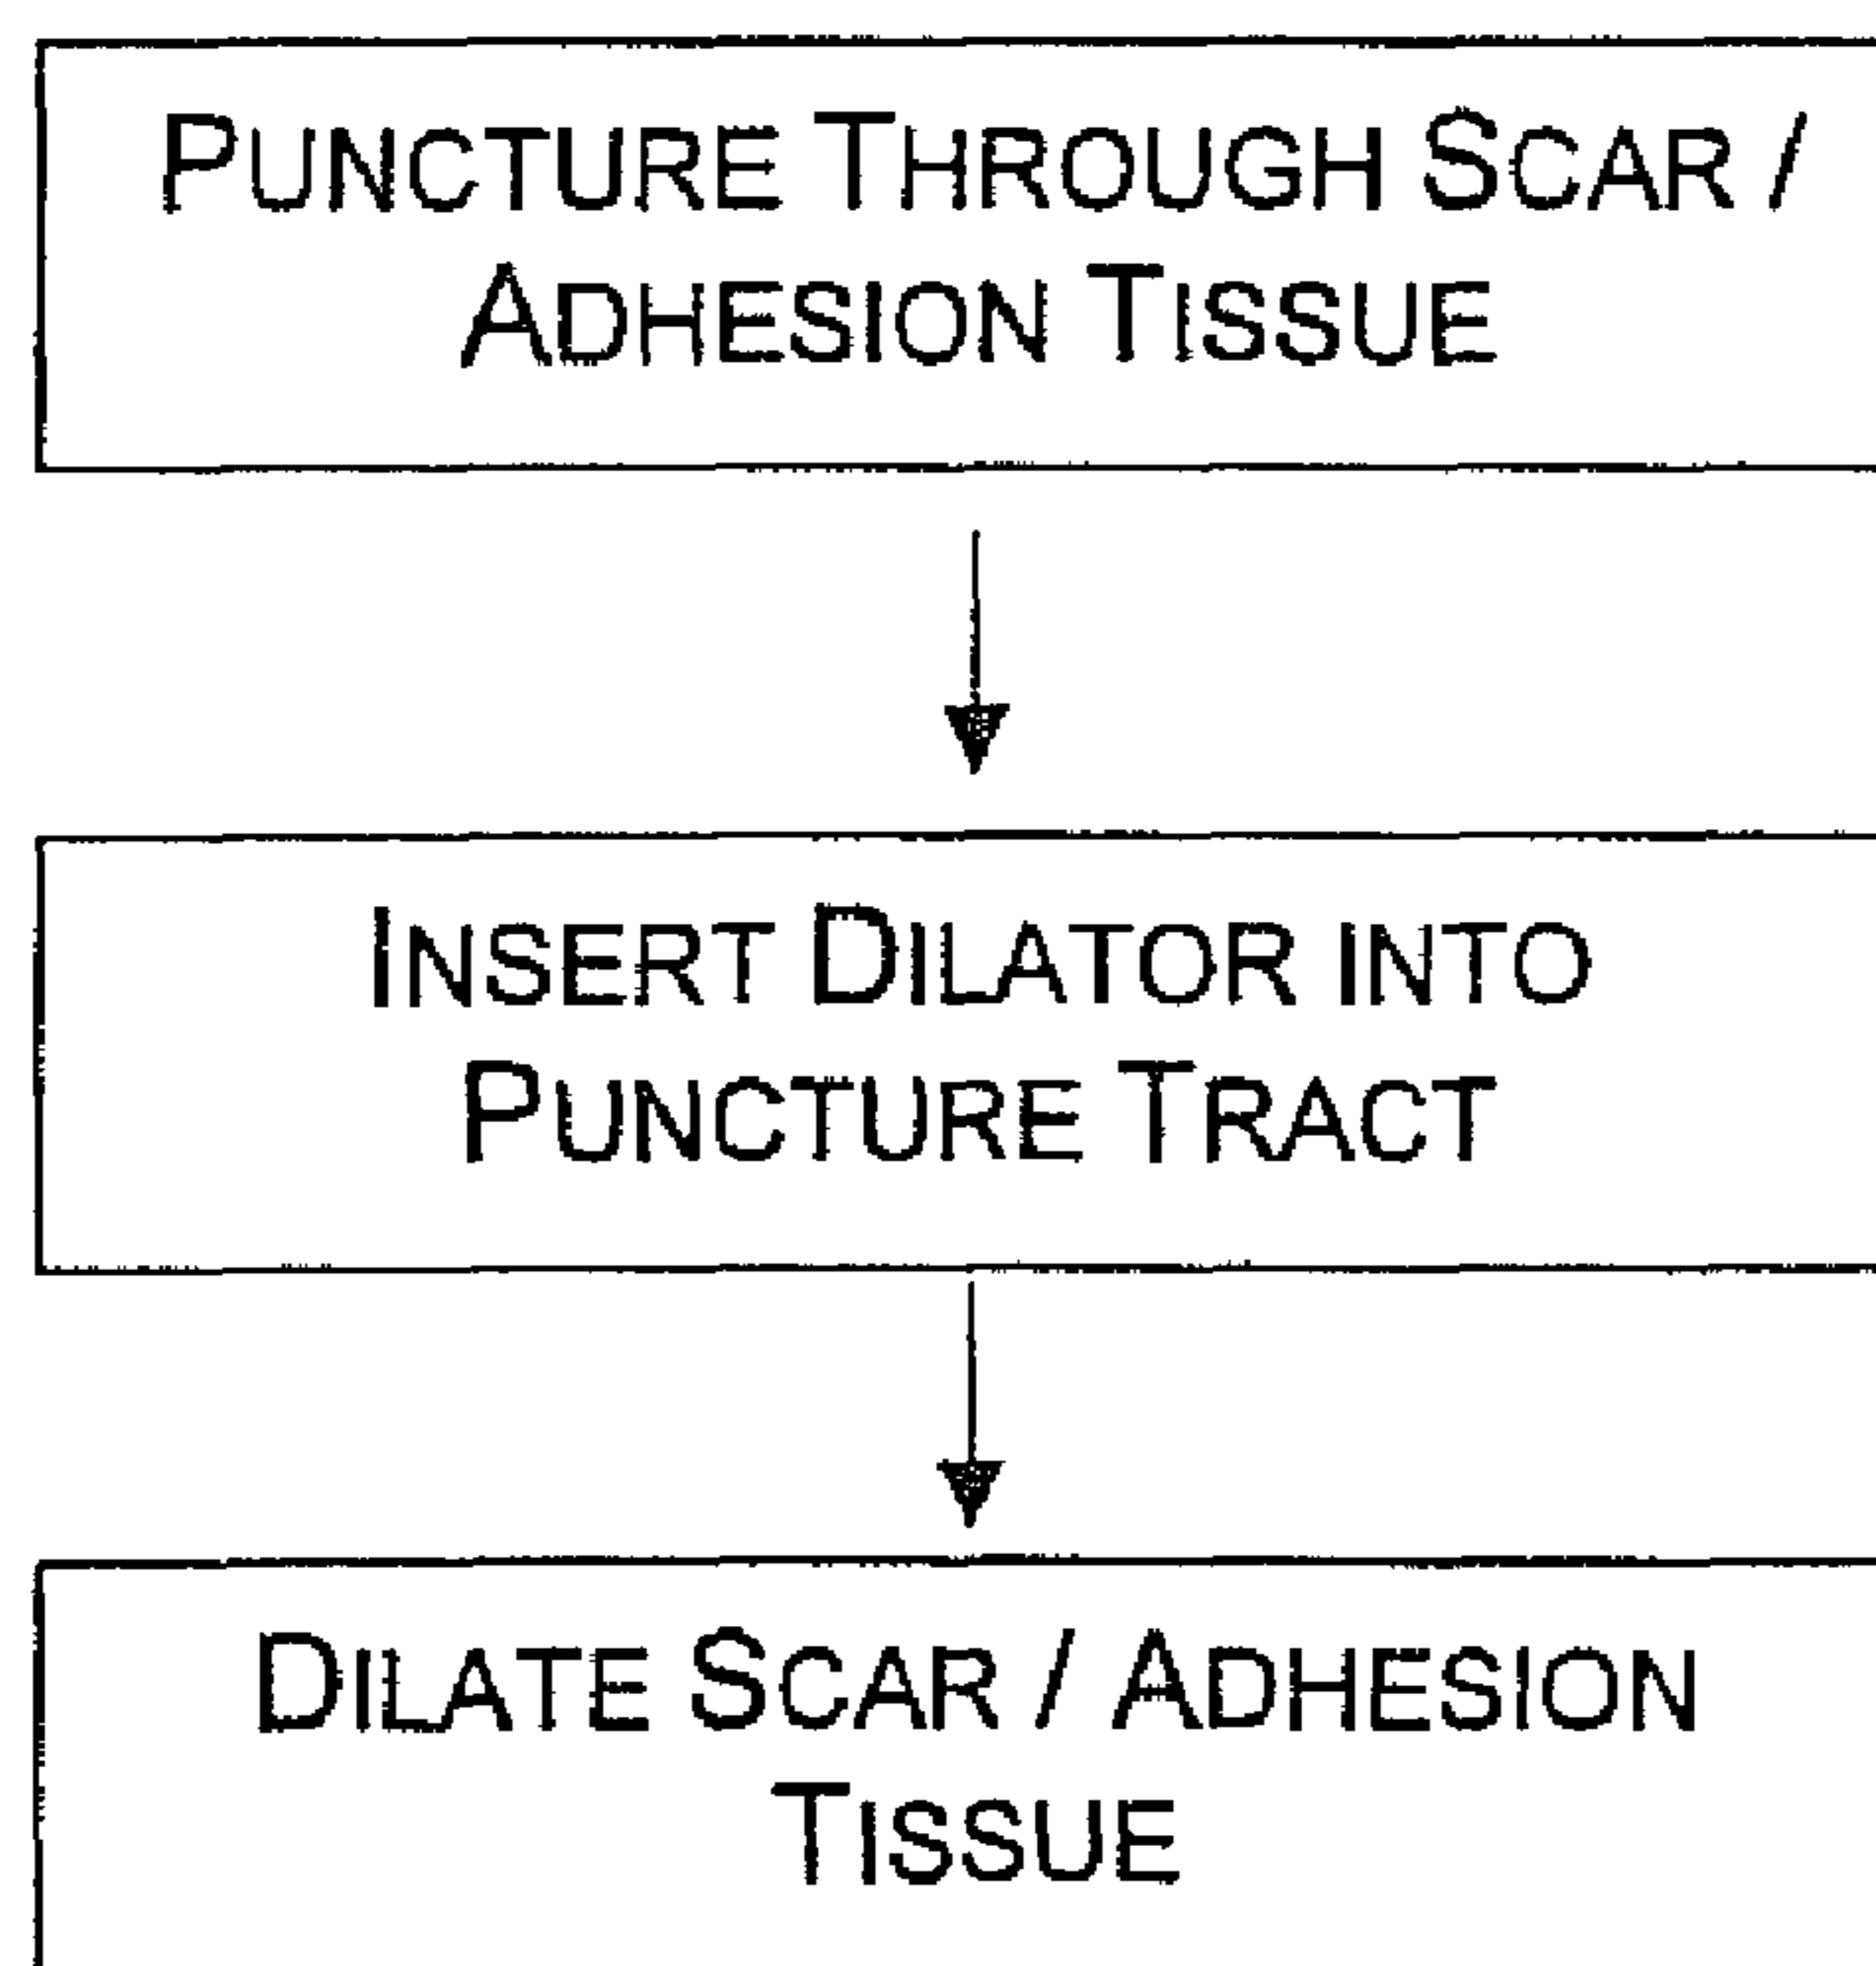 PUNCTURE THROUGH SCAR /
ADHESION TISSUE
INSERT DILATOR INTO
PUNCTURE TRACT
DILATE SCAR / ADHESION
TISSUE